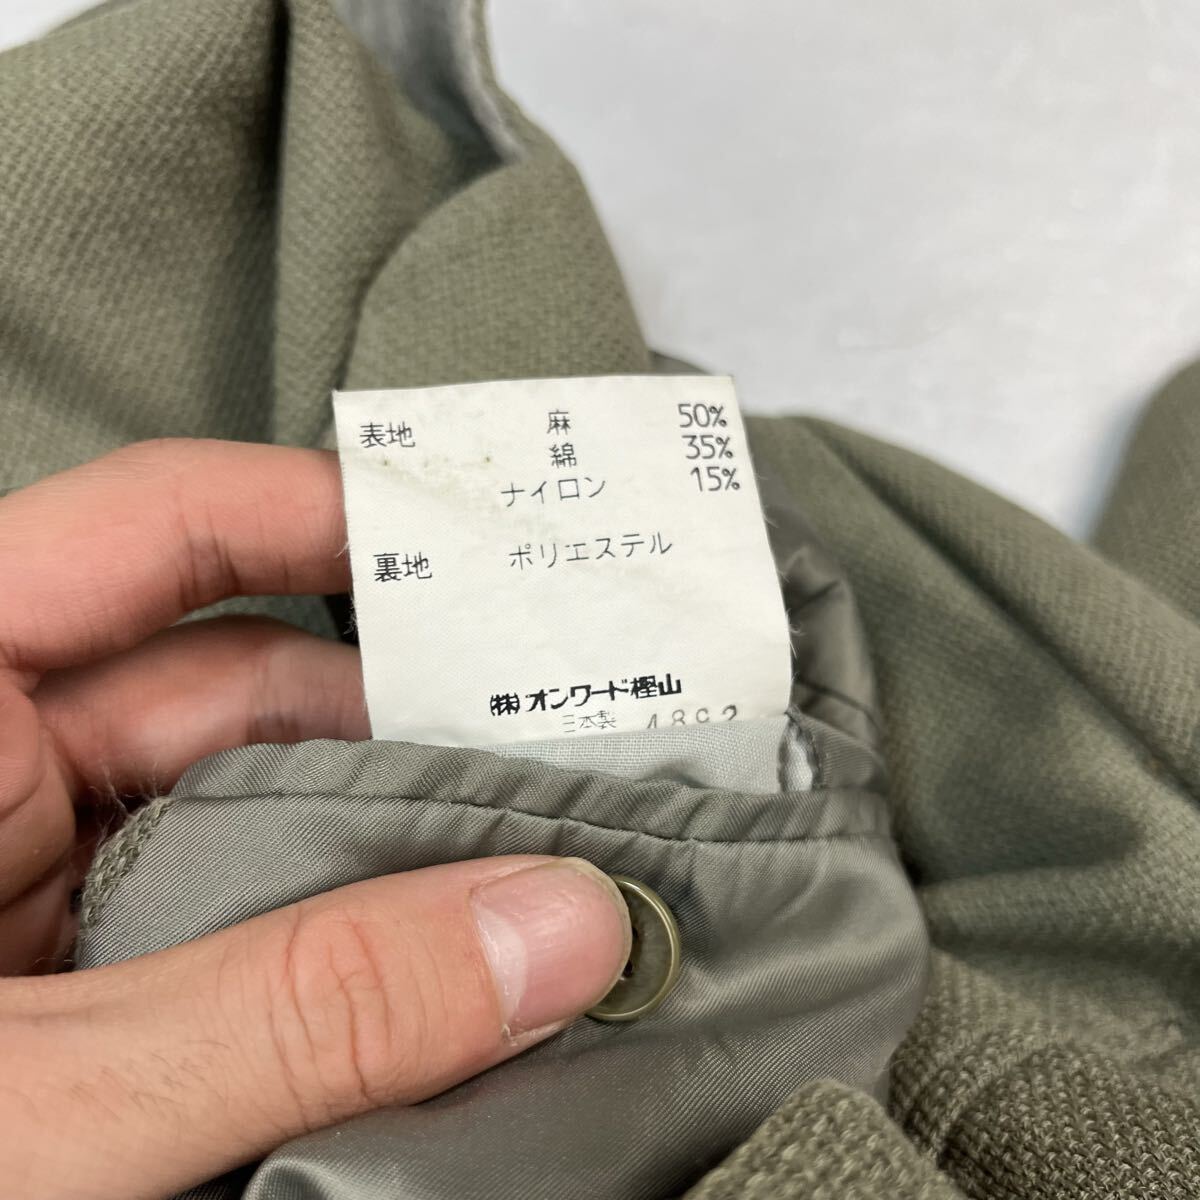 表地 麻 50%
綿 35%
ナイロン 15%
裏地 ポリエステル
㈱オンワード樫山
日本製 4892